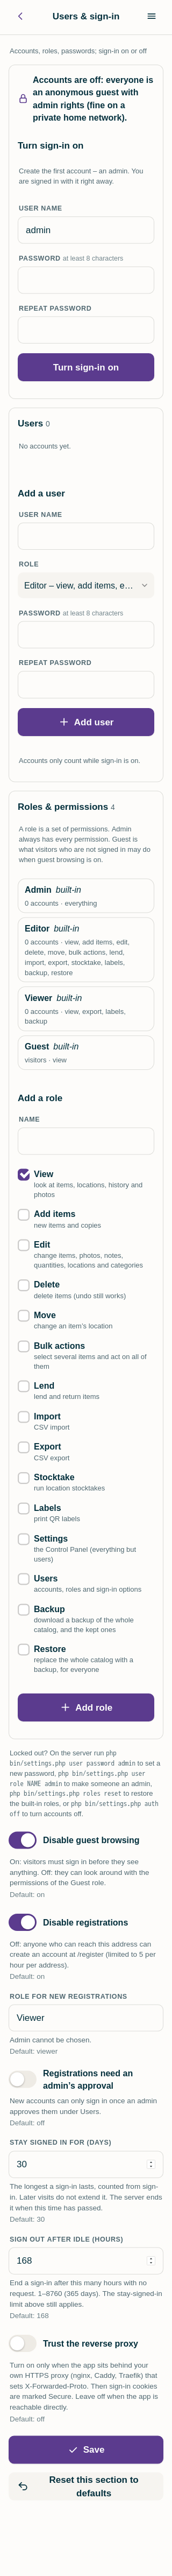 Users & sign-in
Accounts, roles, passwords; sign-in on or off
Accounts are off: everyone is
an anonymous guest with
admin rights (fine on a
private home network).
Turn sign-in on
Create the first account – an admin. You
are signed in with it right away.
USER NAME
admin
PASSWORD at least 8 characters
REPEAT PASSWORD
Turn sign-in on
Users 0
No accounts yet.
Add a user
USER NAME
ROLE
Editor – view, add items, e…
PASSWORD at least 8 characters
REPEAT PASSWORD
Add user
Accounts only count while sign-in is on.
Roles & permissions 4
A role is a set of permissions. Admin
always has every permission. Guest is
what visitors who are not signed in may do
when guest browsing is on.
Admin built-in
0 accounts · everything
Editor built-in
0 accounts · view, add items, edit,
delete, move, bulk actions, lend,
import, export, stocktake, labels,
backup, restore
Viewer built-in
0 accounts · view, export, labels,
backup
Guest built-in
visitors · view
Add a role
NAME
View
look at items, locations, history and
photos
Add items
new items and copies
Edit
change items, photos, notes,
quantities, locations and categories
Delete
delete items (undo still works)
Move
change an item's location
Bulk actions
select several items and act on all of
them
Lend
lend and return items
Import
CSV import
Export
CSV export
Stocktake
run location stocktakes
Labels
print QR labels
Settings
the Control Panel (everything but
users)
Users
accounts, roles and sign-in options
Backup
download a backup of the whole
catalog, and the kept ones
Restore
replace the whole catalog with a
backup, for everyone
Add role
Locked out? On the server run php
bin/settings.php user password admin to set a
new password, php bin/settings.php user
role NAME admin to make someone an admin,
php bin/settings.php roles reset to restore
the built-in roles, or php bin/settings.php auth
off to turn accounts off.
Disable guest browsing
On: visitors must sign in before they see
anything. Off: they can look around with the
permissions of the Guest role.
Default: on
Disable registrations
Off: anyone who can reach this address can
create an account at /register (limited to 5 per
hour per address).
Default: on
ROLE FOR NEW REGISTRATIONS
Viewer
Admin cannot be chosen.
Default: viewer
Registrations need an
admin's approval
New accounts can only sign in once an admin
approves them under Users.
Default: off
STAY SIGNED IN FOR (DAYS)
30
The longest a sign-in lasts, counted from sign-
in. Later visits do not extend it. The server ends
it when this time has passed.
Default: 30
SIGN OUT AFTER IDLE (HOURS)
168
End a sign-in after this many hours with no
request. 1–8760 (365 days). The stay-signed-in
limit above still applies.
Default: 168
Trust the reverse proxy
Turn on only when the app sits behind your
own HTTPS proxy (nginx, Caddy, Traefik) that
sets X-Forwarded-Proto. Then sign-in cookies
are marked Secure. Leave off when the app is
reachable directly.
Default: off
Save
Reset this section to
defaults